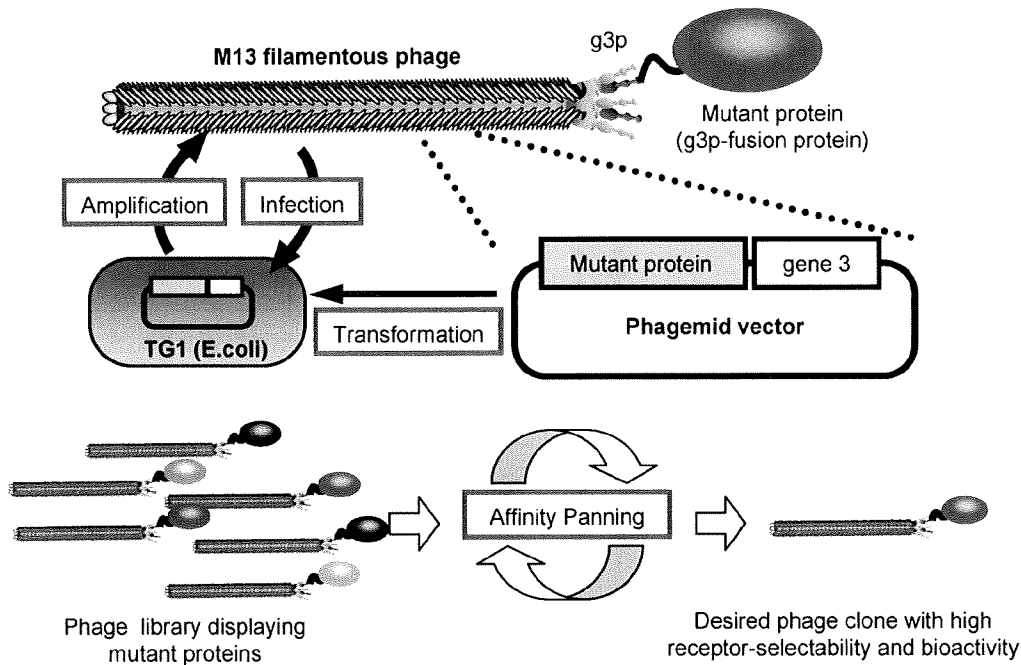 M13 filamentous phage
g3p
Mutant protein
(g3p-fusion protein)
Amplification
Infection
Mutant protein
gene 3
Phagemid vector
Transformation
TG1 (E.coli)
Affinity Panning
Phage library displaying
mutant proteins
Desired phage clone with high
receptor-selectability and bioactivity